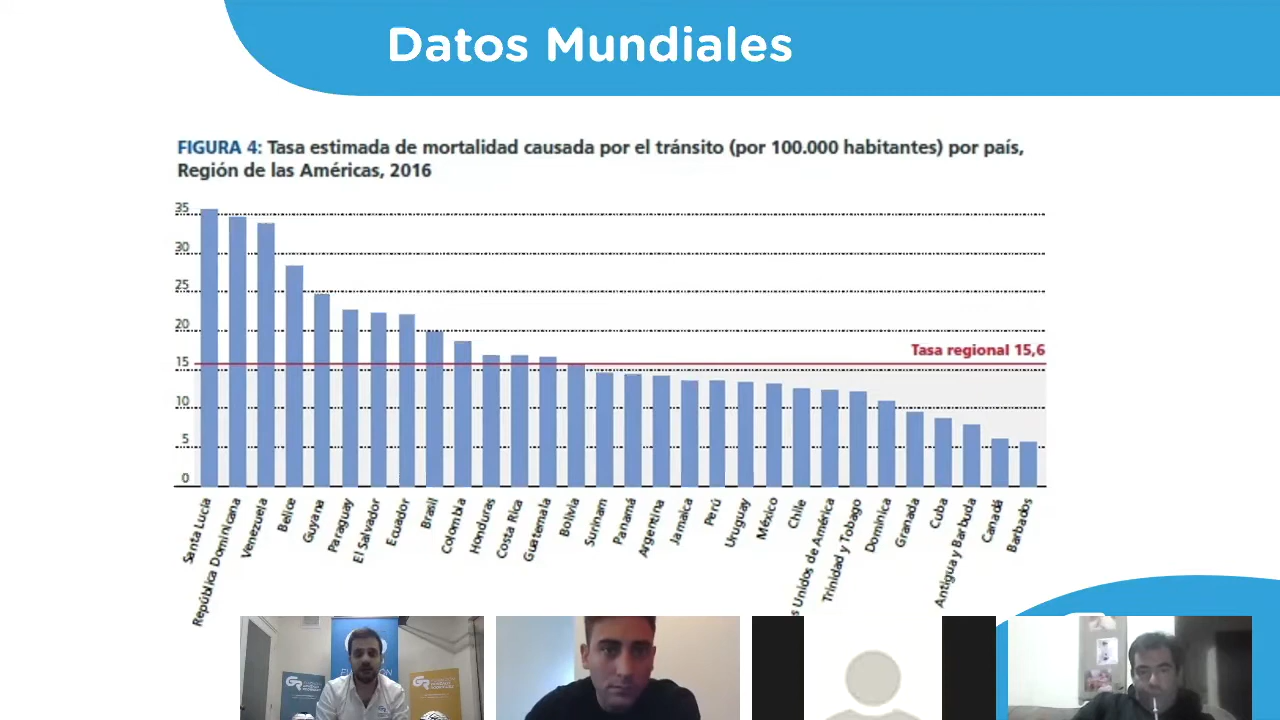 Datos Mundiales
FIGURA 4: Tasa estimada de mortalidad causada por el tránsito (por 100.000 habitantes) por país,
Región de las Américas, 2016
35
30
25
20
15
10
5
0
Tasa regional 15,6
Santa Lucía
República Dominicana
Venezuela
Belice
Guyana
Paraguay
El Salvador
Ecuador
Brasil
Colombia
Honduras
Costa Rica
Guatemala
Bolivia
Surinam
Panamá
Argentina
Jamaica
Perú
Uruguay
México
Chile
s Unidos de América
Trinidad y Tobago
Dominica
Granada
Cuba
Antigua y Barbuda
Canadá
Barbados
GR
GR